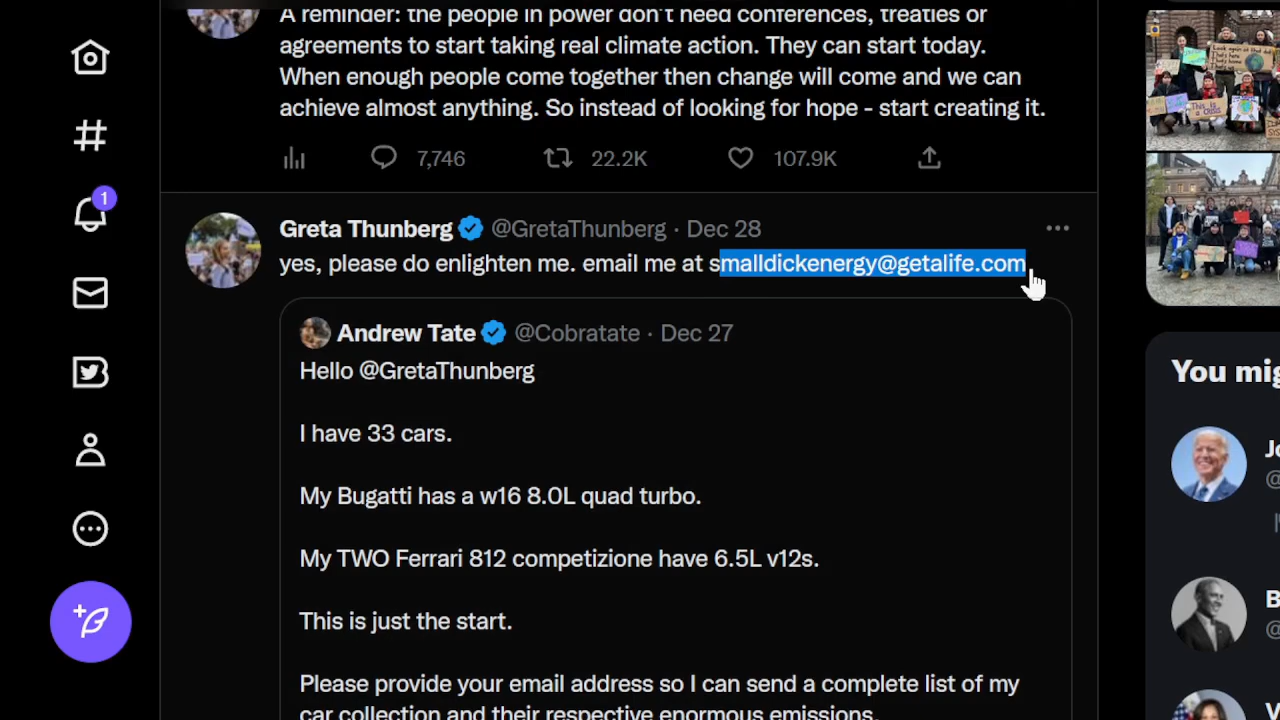 A reminder: the people in power don't need conferences, treaties or
agreements to start taking real climate action. They can start today.
When enough people come together then change will come and we can
achieve almost anything. So instead of looking for hope - start creating it.
7,746 22.2K 107.9K
1
Greta Thunberg @GretaThunberg · Dec 28
yes, please do enlighten me. email me at smalldickenergy@getalife.com
Andrew Tate @Cobratate · Dec 27
Hello @GretaThunberg
I have 33 cars.
My Bugatti has a w16 8.0L quad turbo.
My TWO Ferrari 812 competizione have 6.5L v12s.
This is just the start.
Please provide your email address so I can send a complete list of my
car collection and their respective enormous emissions.
THIS IS A CRISIS
You mig
Jo
@
B
@
V